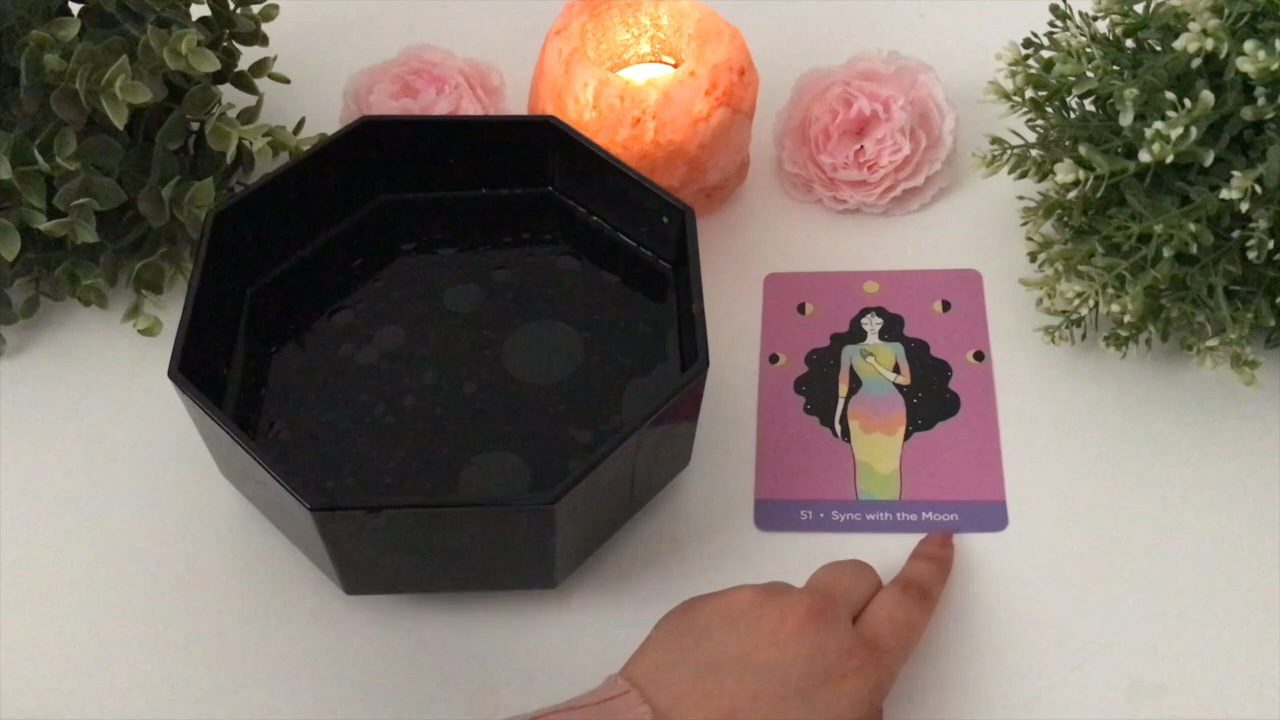 51 • Sync with the Moon